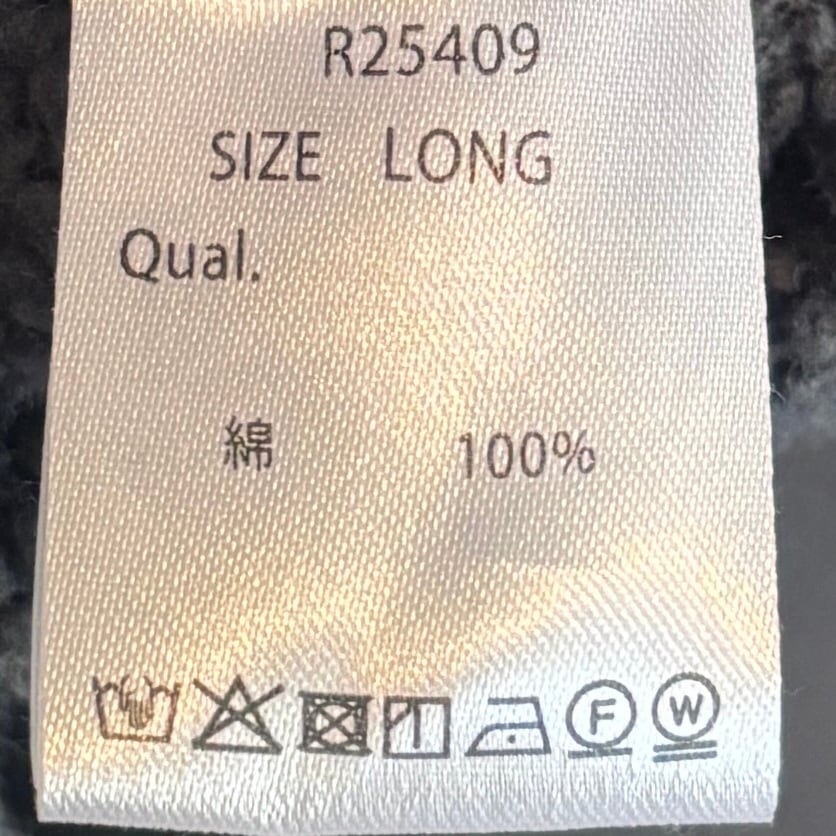 R25409
SIZE LONG
Qual.
綿 100%
F W